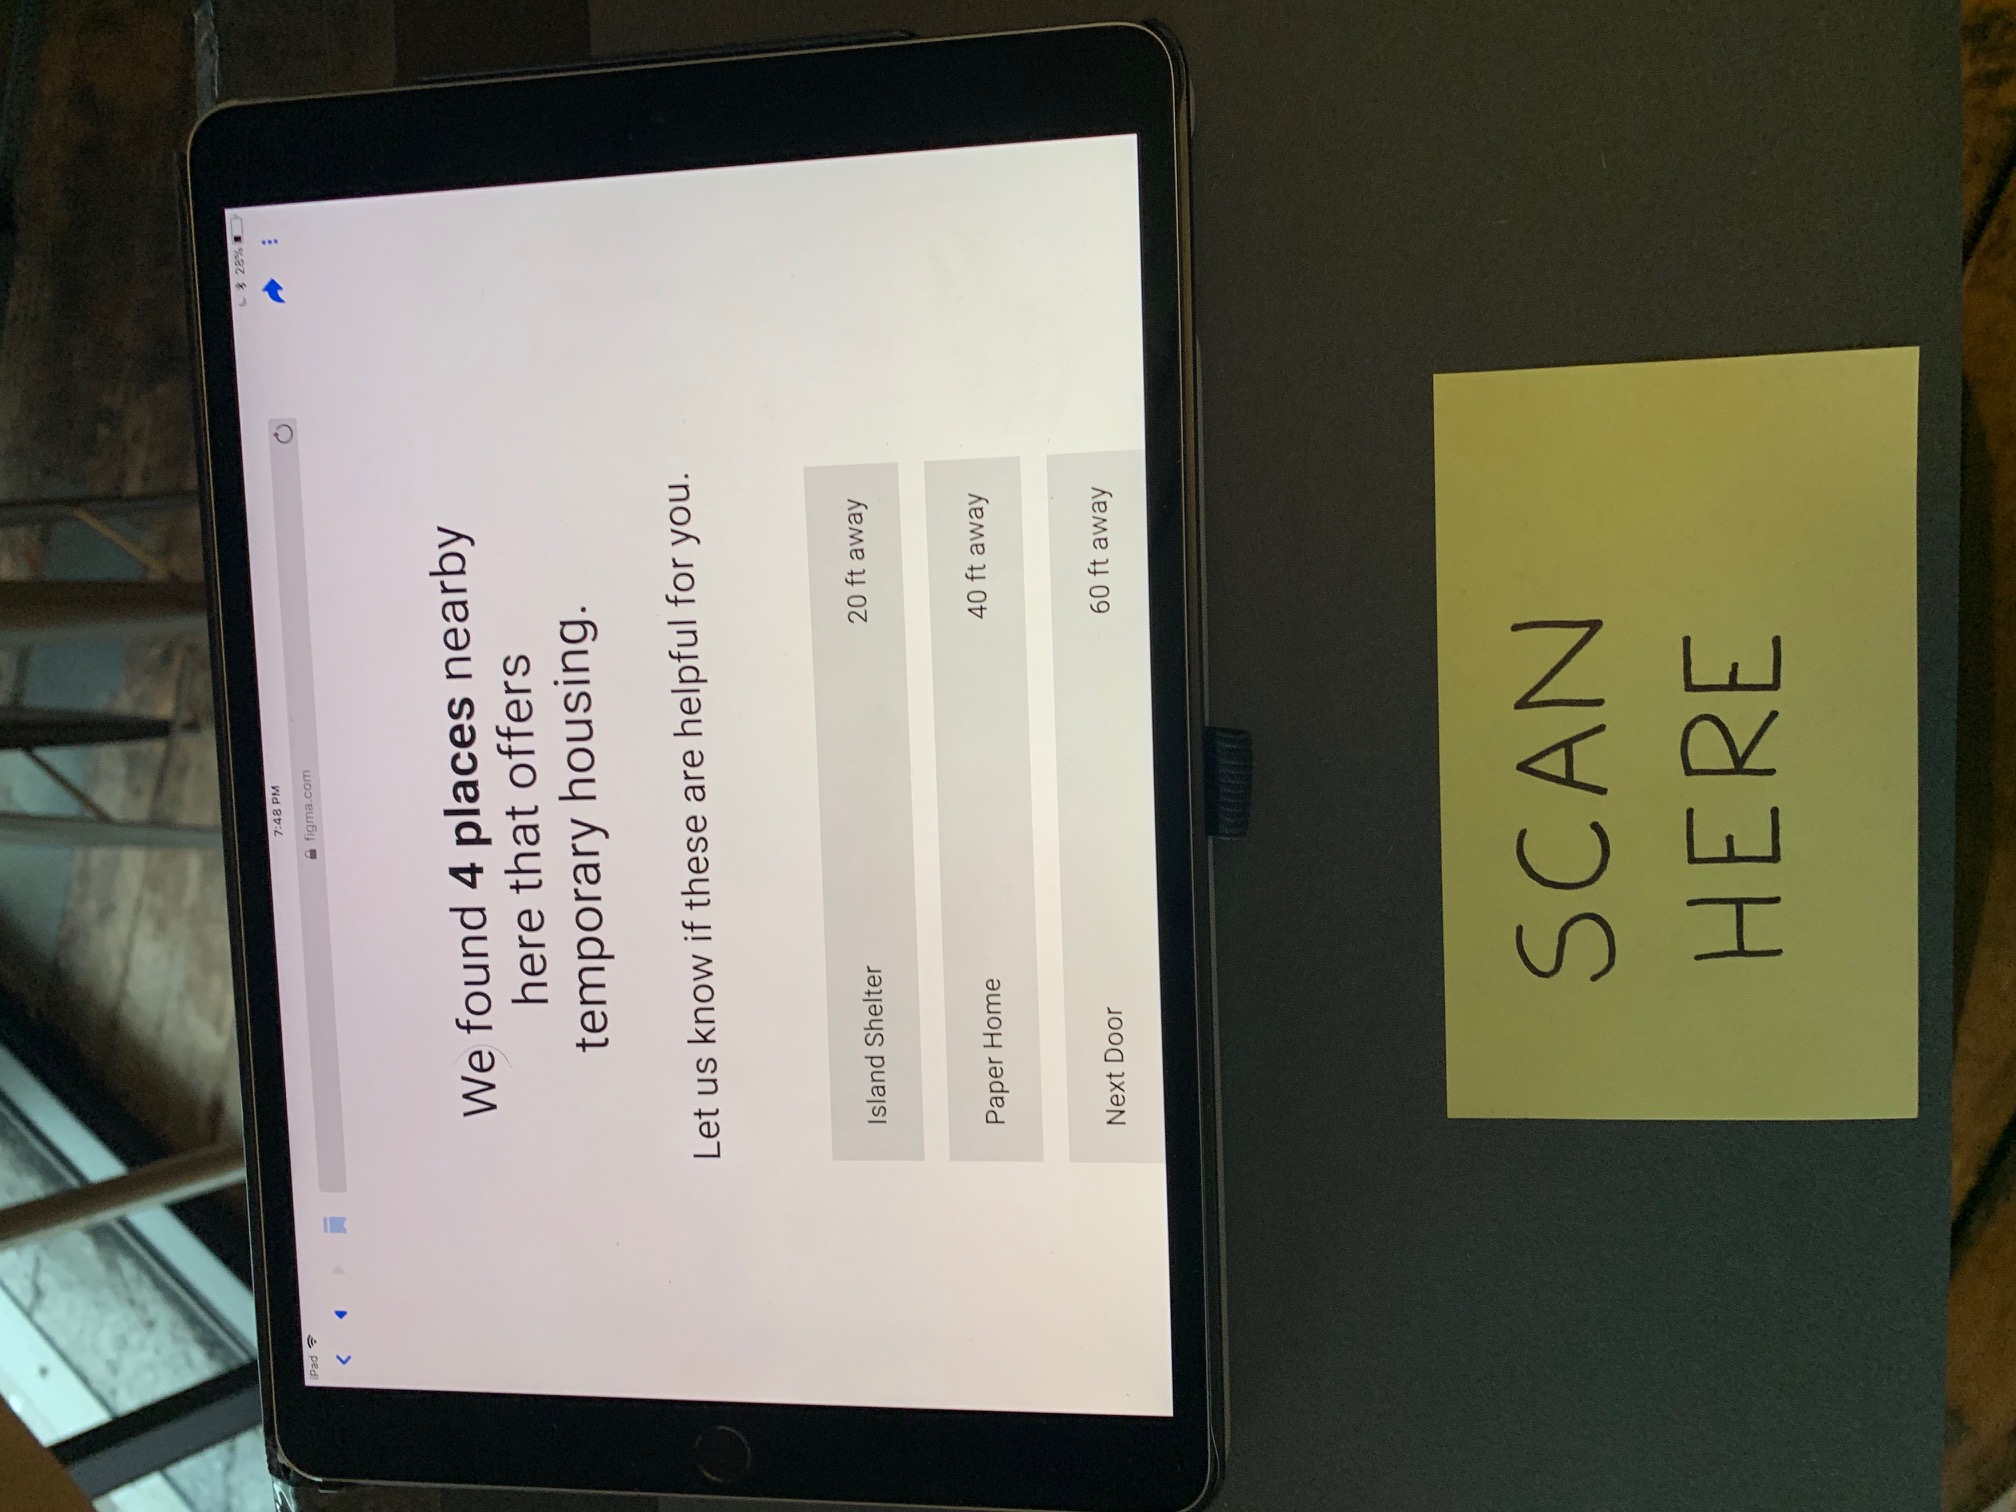 7:48 PM
28%
iPad
figma.com
We found 4 places nearby
here that offers
temporary housing.
Let us know if these are helpful for you.
Island Shelter 20 ft away
Paper Home 40 ft away
Next Door 60 ft away
SCAN
HERE